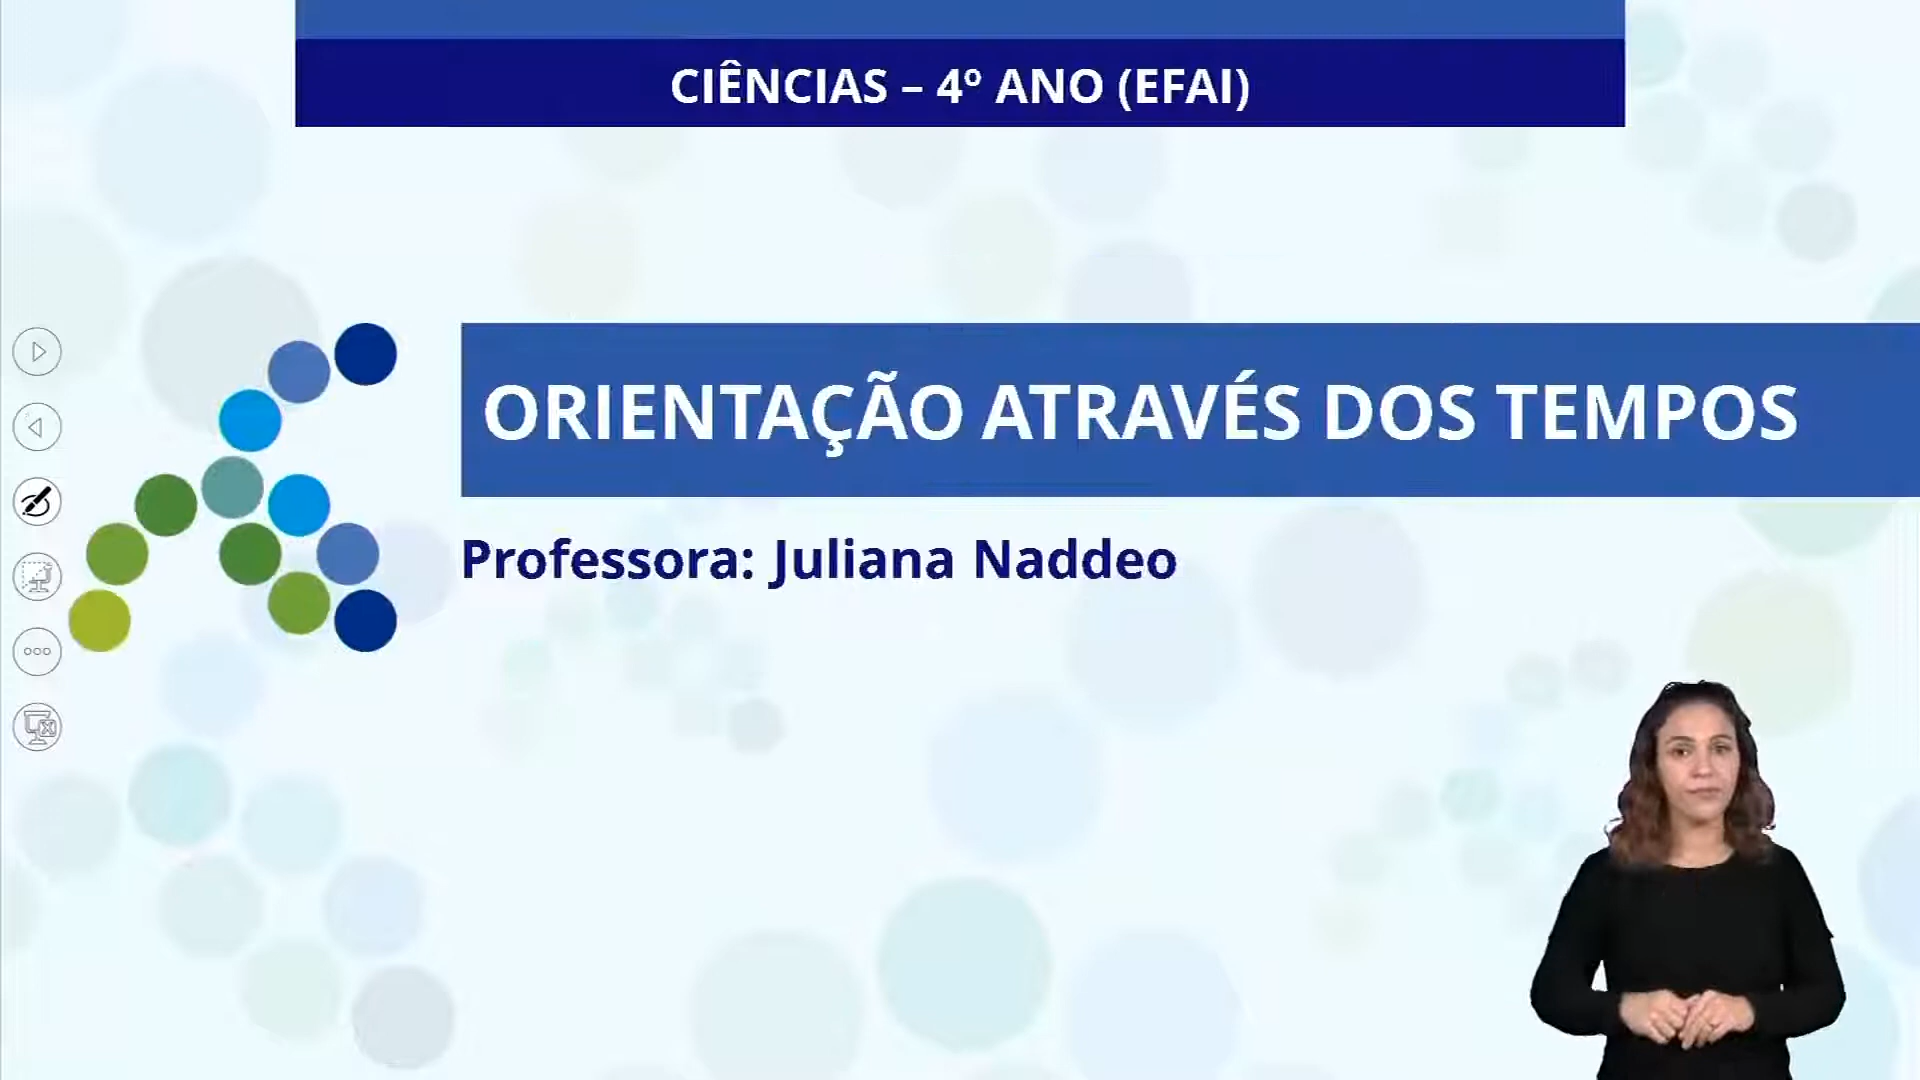 CIÊNCIAS – 4º ANO (EFAI)
ORIENTAÇÃO ATRAVÉS DOS TEMPOS
Professora: Juliana Naddeo